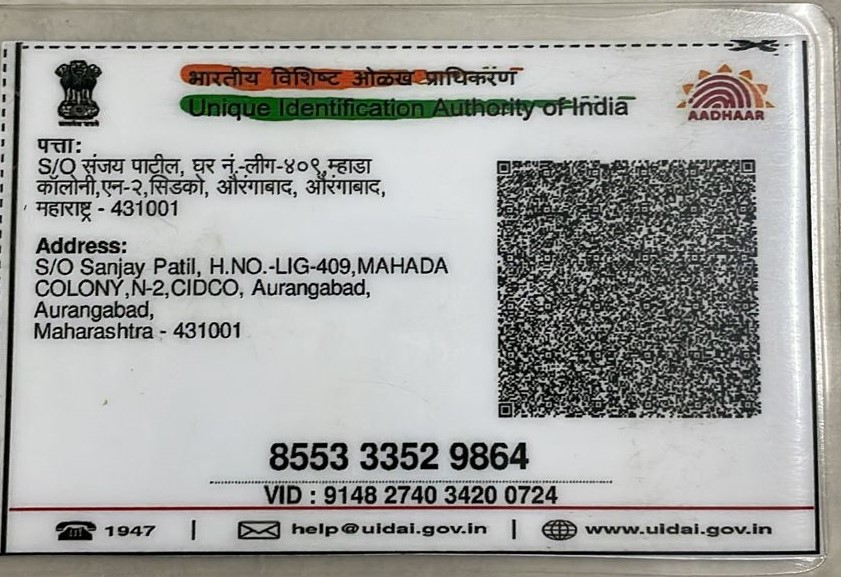 भारतीय विशिष्ट ओळख प्राधिकरण
Unique Identification Authority of India
AADHAAR
पत्ता:
S/O संजय पाटील, घर नं.-लीग-४०९,म्हाडा
कॉलोनी,एन-२,सिडको, औरंगाबाद, औरंगाबाद,
महाराष्ट्र - 431001
Address:
S/O Sanjay Patil, H.NO.-LIG-409,MAHADA
COLONY,N-2,CIDCO, Aurangabad,
Aurangabad,
Maharashtra - 431001
8553 3352 9864
VID : 9148 2740 3420 0724
1947 | help@uidai.gov.in | www.uidai.gov.in